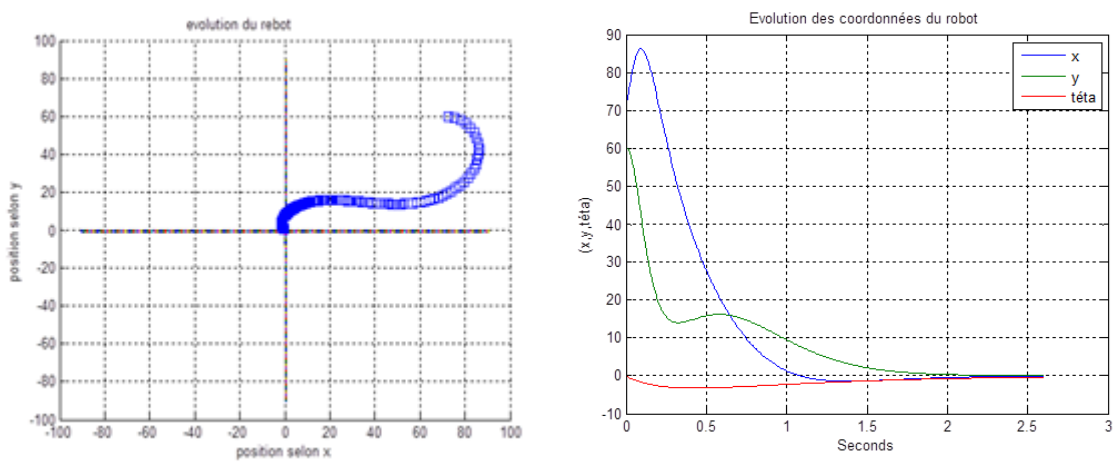 evolution du rebot
100
80
60
40
20
0
-20
-40
-60
-80
-100
-100 -80 -60 -40 -20 0 20 40 60 80 100
position selon x
position selon y
Evolution des coordonnées du robot
90
80
70
60
50
40
30
20
10
0
-10
0 0.5 1 1.5 2 2.5 3
Seconds
(x,y,téta)
x
y
téta